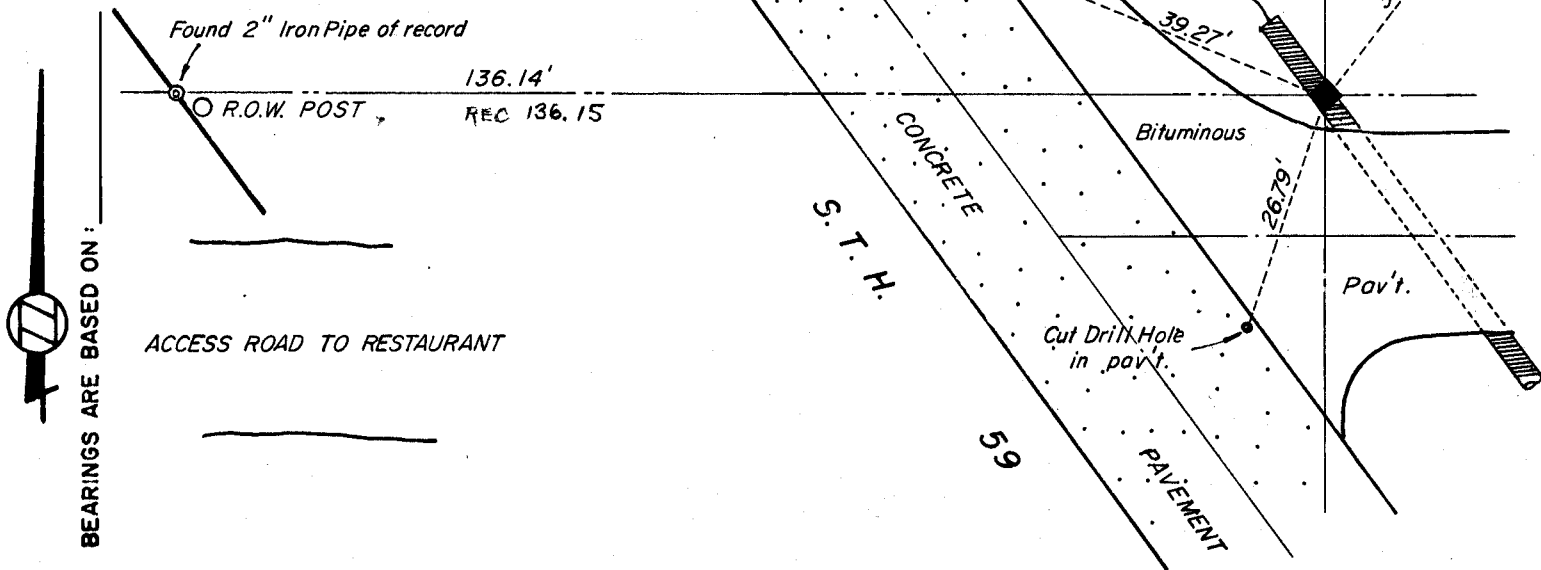 Found 2" Iron Pipe of record
39.27'
136.14'
R.O.W. POST
REC 136.15
CONCRETE
Bituminous
26.79'
S. T. H.
Pav't.
BEARINGS ARE BASED ON:
ACCESS ROAD TO RESTAURANT
Cut Drill Hole
in pav't.
59
PAVEMENT